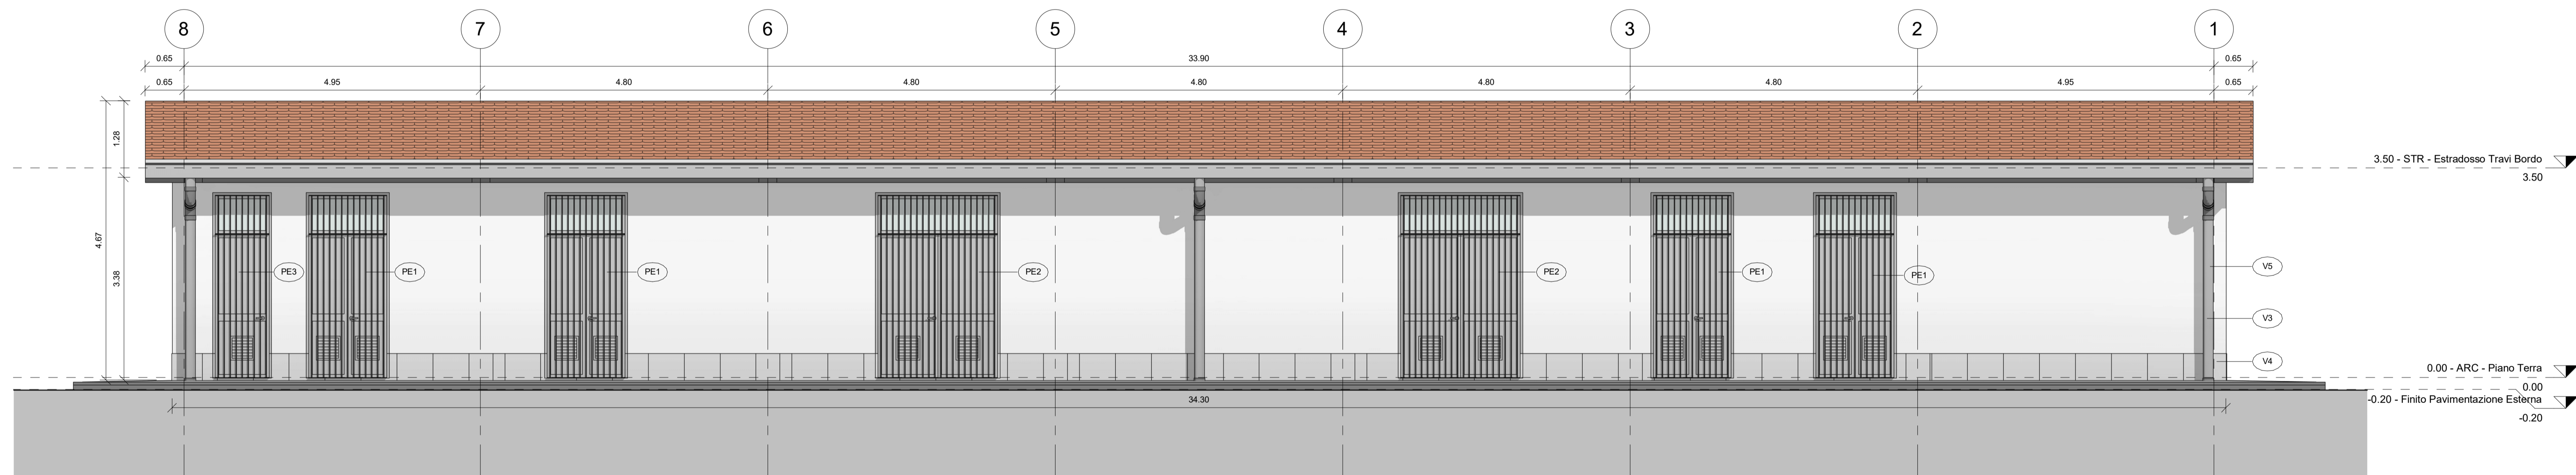 8 7 6 5 4 3 2 1
0.65 33.90 0.65
0.65 4.95 4.80 4.80 4.80 4.80 4.80 4.95 0.65
1.28
3.50 - STR - Estradosso Travi Bordo
3.50
4.67
3.38
PE3 PE1 PE1 PE2 PE2 PE1 PE1
V5
V3
V4
0.00 - ARC - Piano Terra
0.00
-0.20 - Finito Pavimentazione Esterna
-0.20
34.30